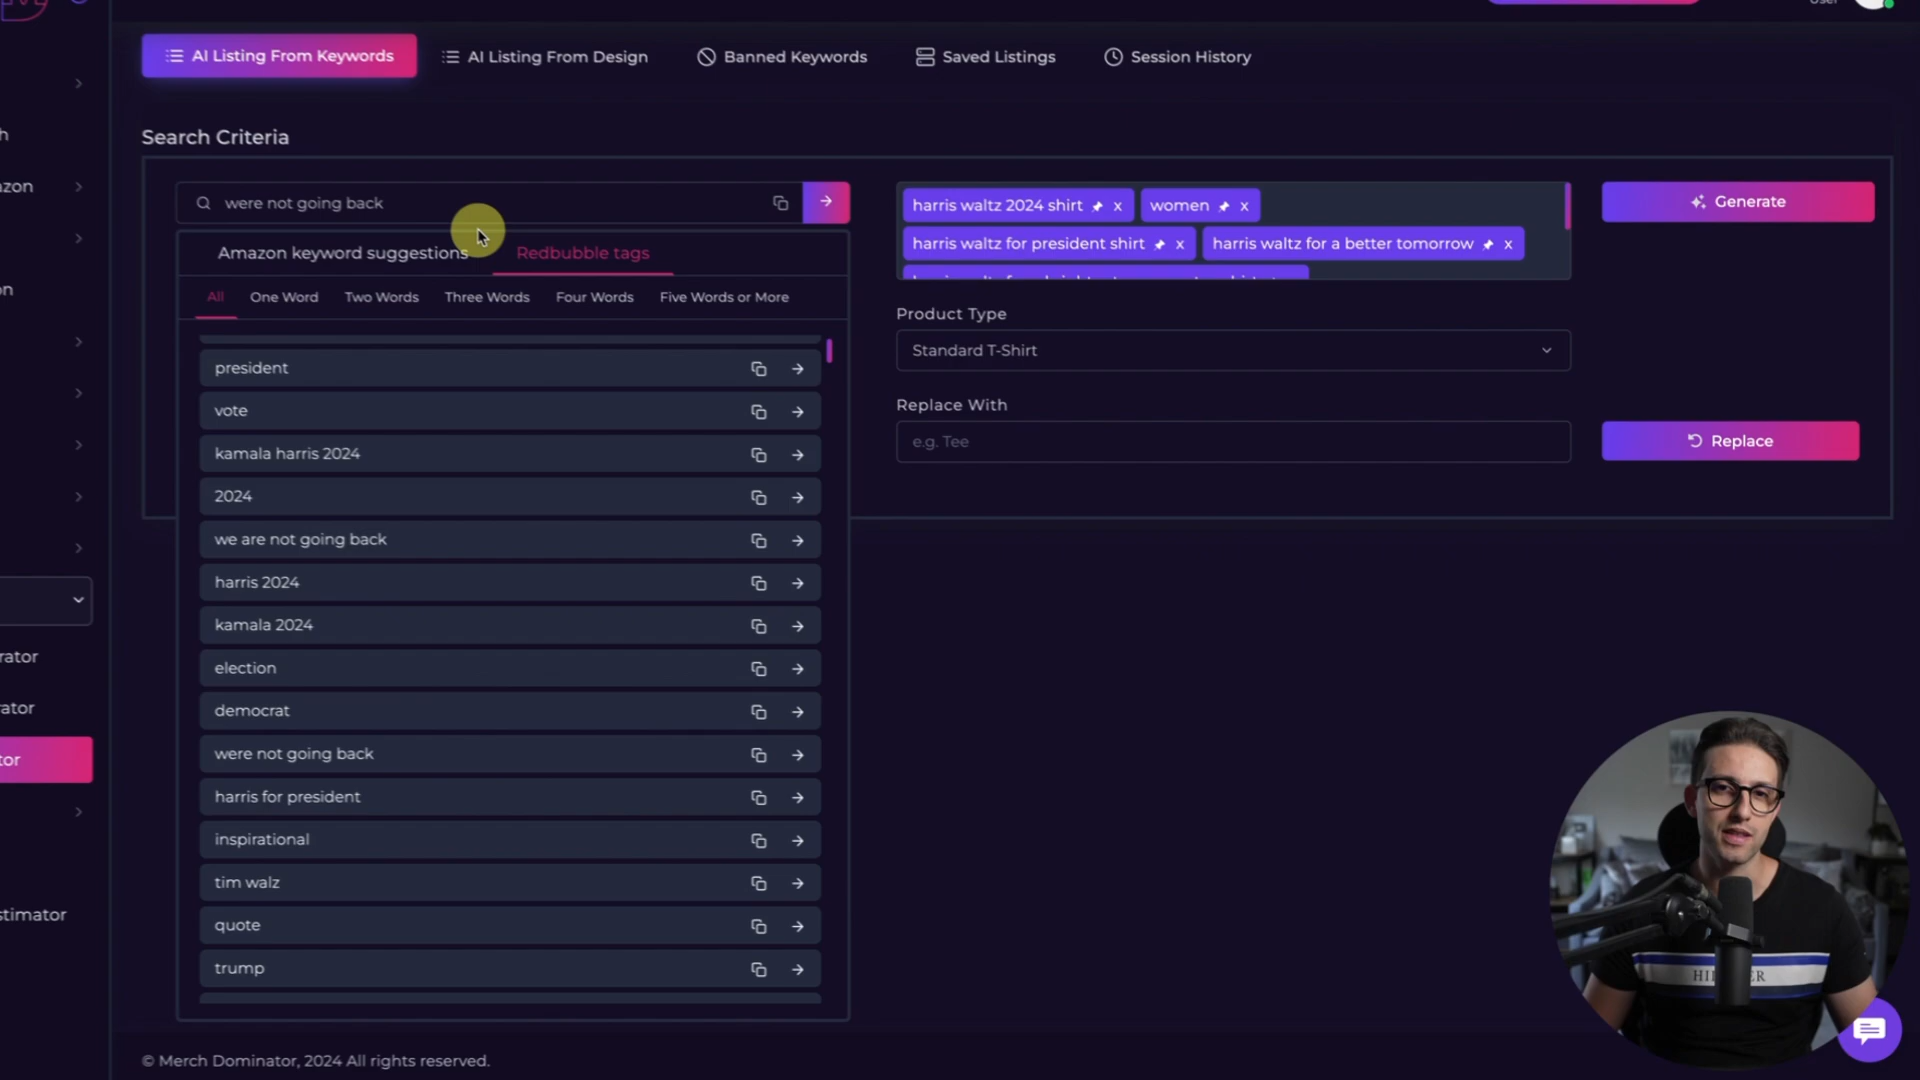 User
AI Listing From Keywords
AI Listing From Design
Banned Keywords
Saved Listings
Session History
Search Criteria
were not going back
Amazon keyword suggestions
Redbubble tags
All
One Word
Two Words
Three Words
Four Words
Five Words or More
president
vote
kamala harris 2024
2024
we are not going back
harris 2024
kamala 2024
election
democrat
were not going back
harris for president
inspirational
tim walz
quote
trump
harris waltz 2024 shirt x
women x
harris waltz for president shirt x
harris waltz for a better tomorrow x
Generate
Product Type
Standard T-Shirt
Replace With
e.g. Tee
Replace
© Merch Dominator, 2024 All rights reserved.